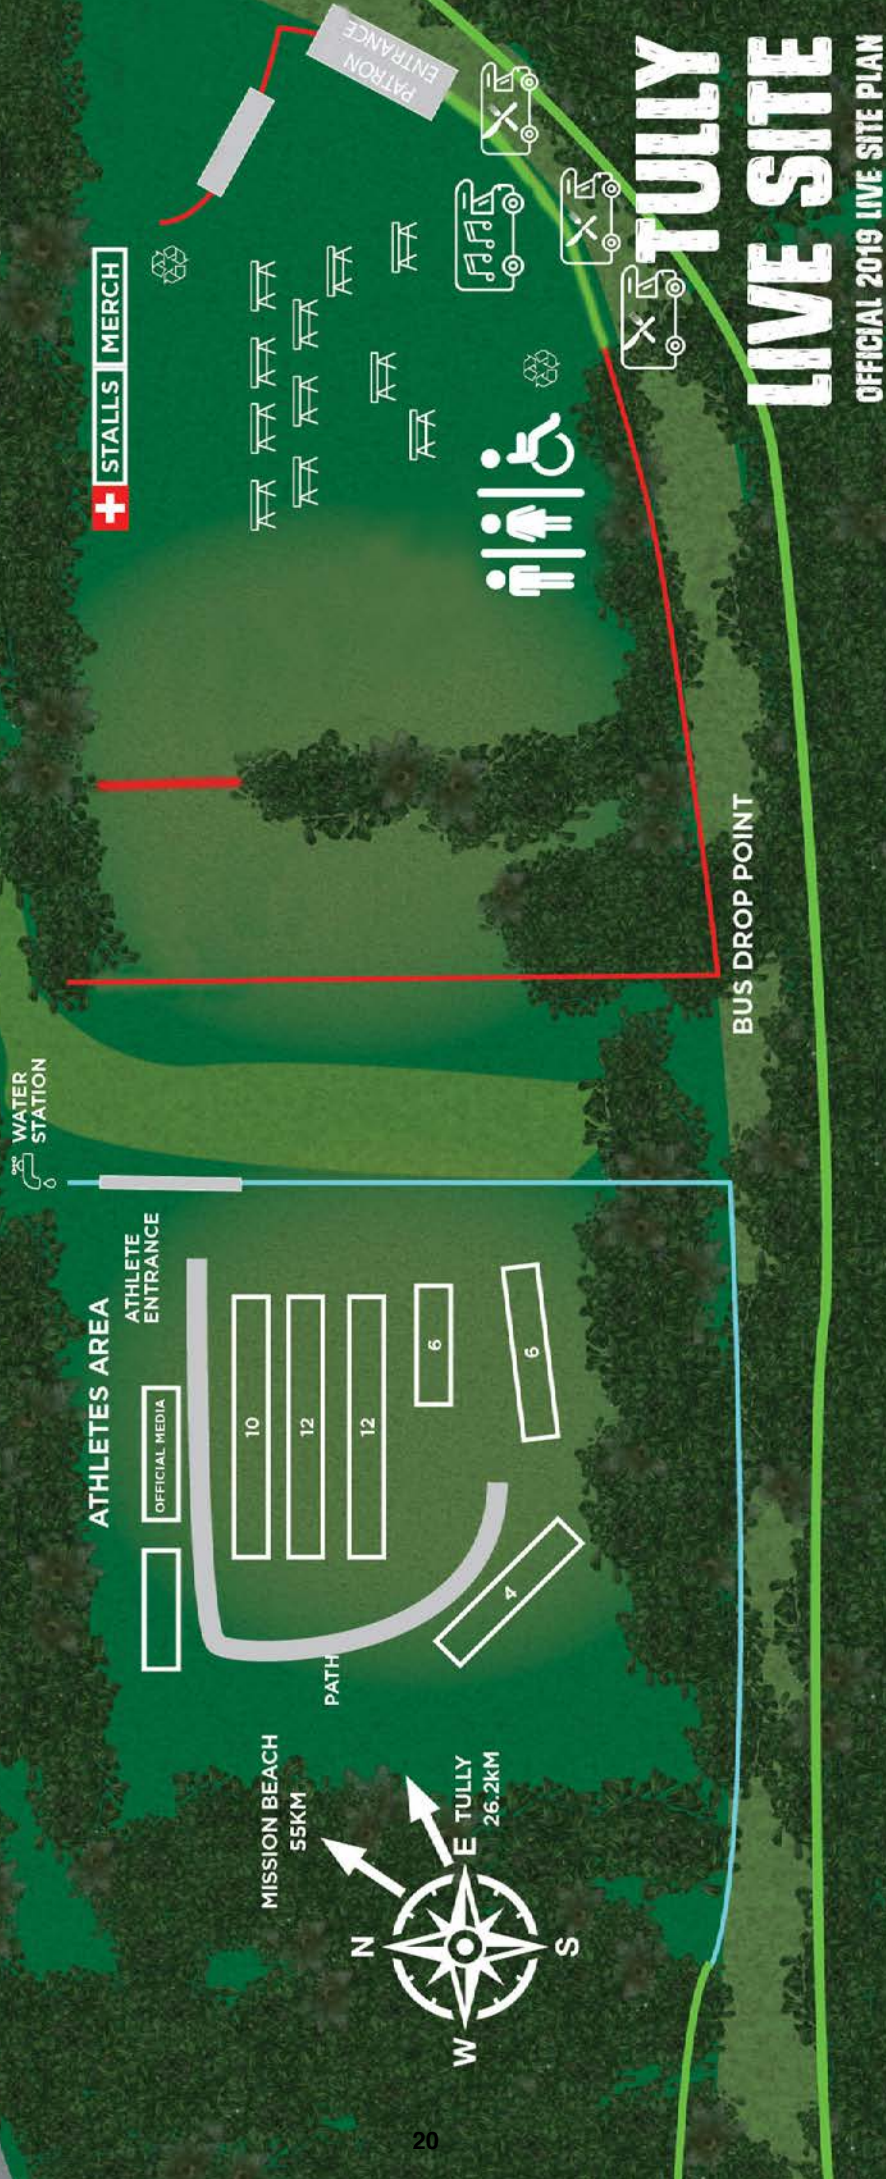 TULLY
LIVE SITE
OFFICIAL 2019 LIVE SITE PLAN
PATRON
ENTRANCE
STALLS
MERCH
BUS DROP POINT
WATER
STATION
ATHLETE
ENTRANCE
ATHLETES AREA
OFFICIAL MEDIA
10
12
12
6
6
4
PATH
MISSION BEACH
55KM
TULLY
26.2kM
N
E
S
W
20